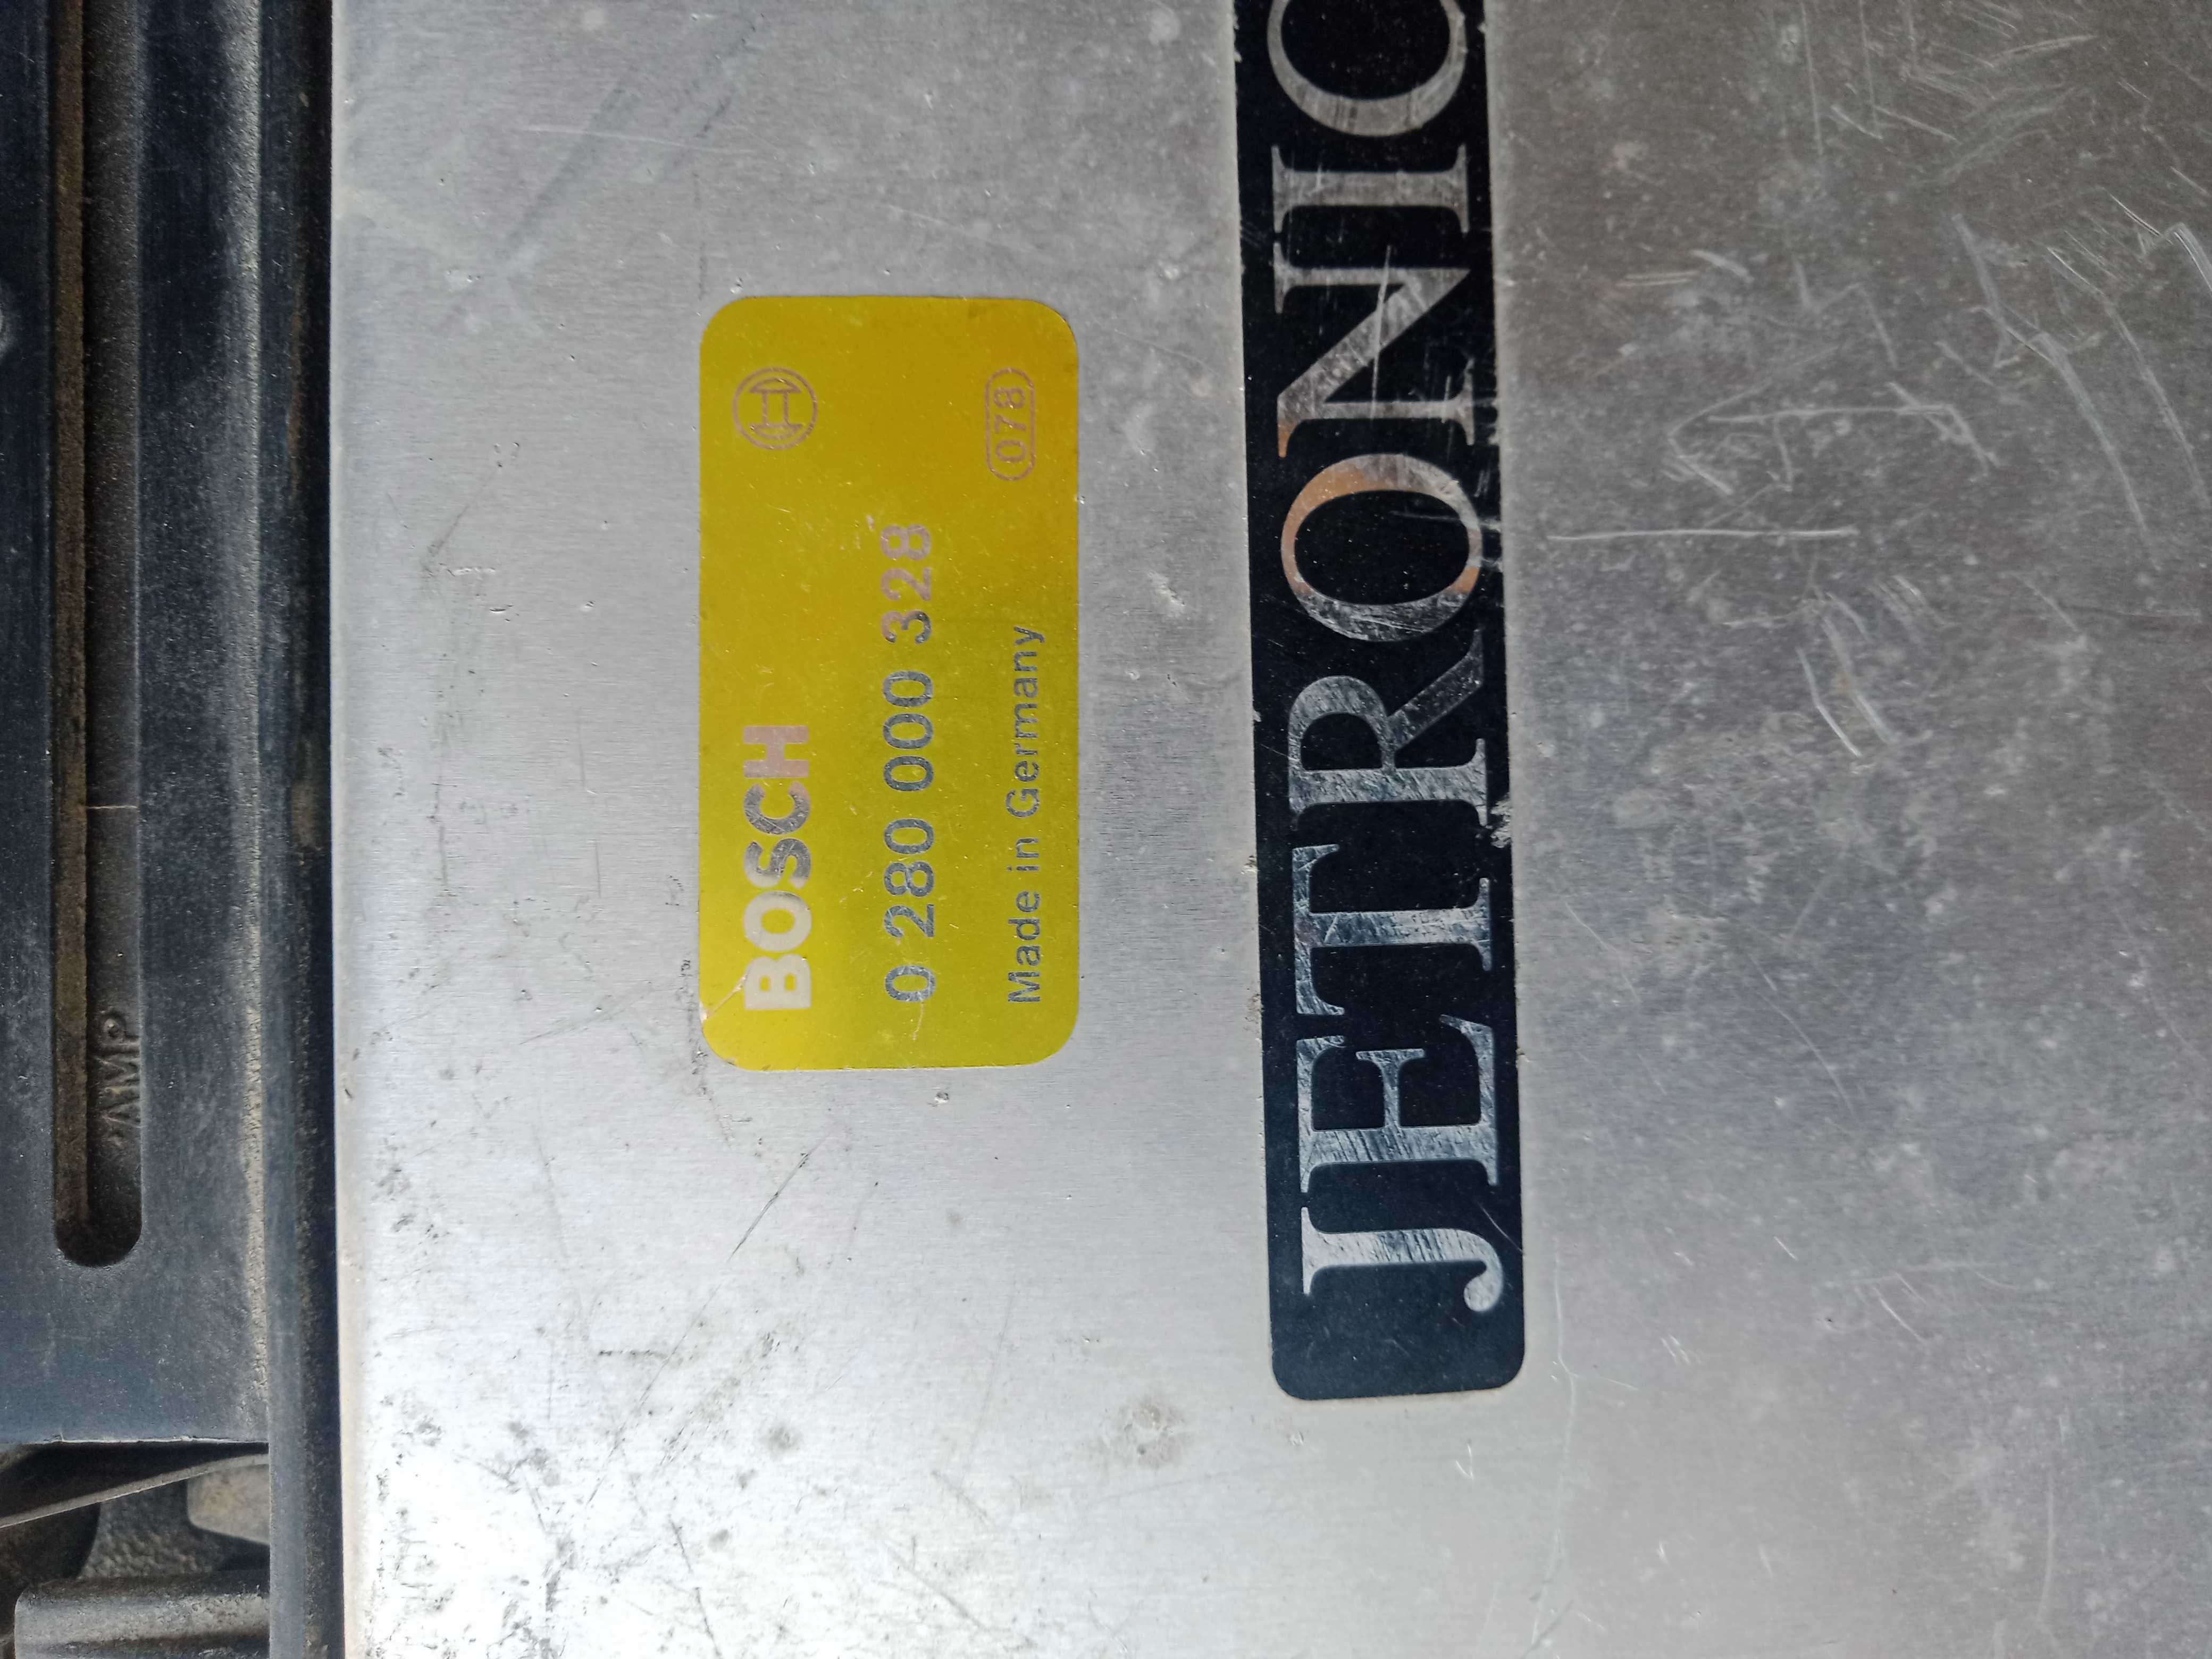 BOSCH
0 280 000 328
Made in Germany
078
JETRONIC
AMP